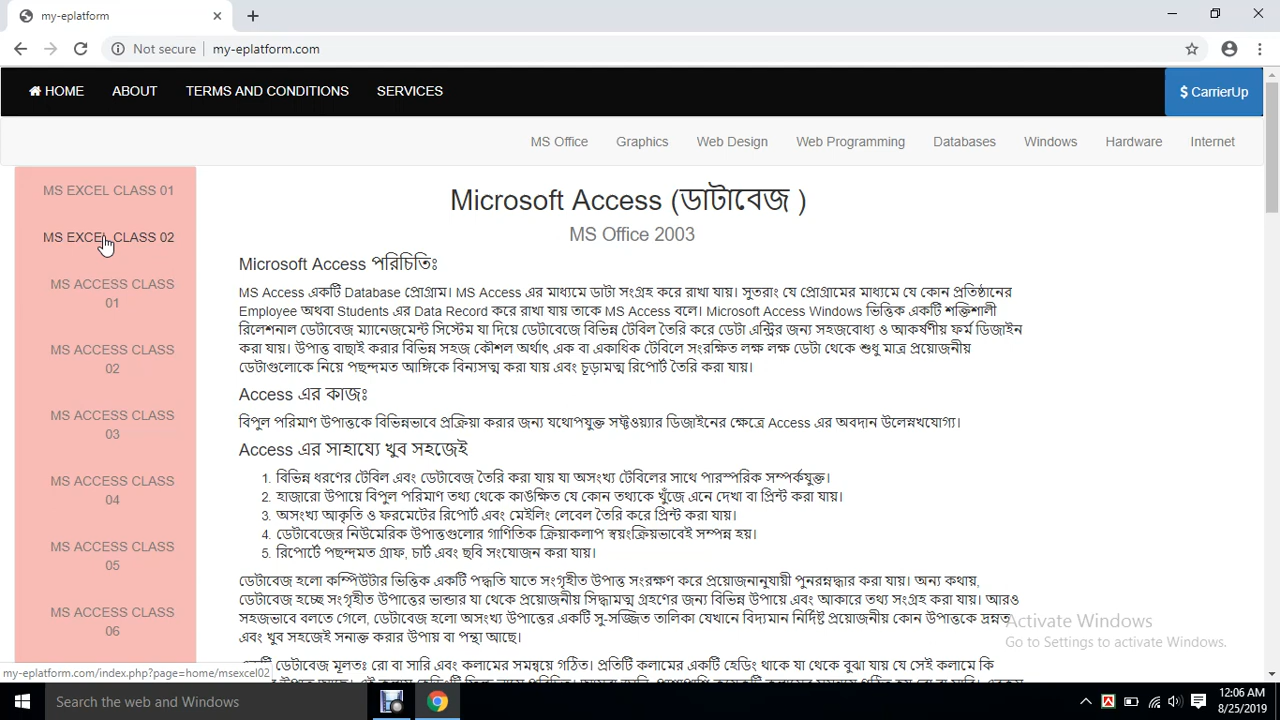 my-eplatform
Not secure
my-eplatform.com
HOME
ABOUT
TERMS AND CONDITIONS
SERVICES
$ CarrierUp
MS Office
Graphics
Web Design
Web Programming
Databases
Windows
Hardware
Internet
MS EXCEL CLASS 01
MS EXCEL CLASS 02
MS ACCESS CLASS
01
MS ACCESS CLASS
02
MS ACCESS CLASS
03
MS ACCESS CLASS
04
MS ACCESS CLASS
05
MS ACCESS CLASS
06
Microsoft Access (ডাটাবেজ )
MS Office 2003
Microsoft Access পরিচিতিঃ
MS Access একটি Database প্রোগ্রাম। MS Access এর মাধ্যমে ডাটা সংগ্রহ করে রাখা যায়। সুতরাং যে প্রোগ্রামের মাধ্যমে যে কোন প্রতিষ্ঠানের
Employee অথবা Students এর Data Record করে রাখা যায় তাকে MS Access বলে। Microsoft Access Windows ভিত্তিক একটি শক্তিশালী
রিলেশনাল ডেটাবেজ ম্যানেজমেন্ট সিস্টেম যা দিয়ে ডেটাবেজে বিভিন্ন টেবিল তৈরি করে ডেটা এন্ট্রির জন্য সহজবোধ্য ও আকর্ষণীয় ফর্ম ডিজাইন
করা যায়। উপাত্ত বাছাই করার বিভিন্ন সহজ কৌশল অর্থাৎ এক বা একাধিক টেবিলে সংরক্ষিত লক্ষ লক্ষ ডেটা থেকে শুধু মাত্র প্রয়োজনীয়
ডেটাগুলোকে নিয়ে পছন্দমত আঙ্গিকে বিন্যসত্ম করা যায় এবং চূড়ামত্ম রিপোর্ট তৈরি করা যায়।
Access এর কাজঃ
বিপুল পরিমাণ উপাত্তকে বিভিন্নভাবে প্রক্রিয়া করার জন্য যথোপযুক্ত সফ্টওয়্যার ডিজাইনের ক্ষেত্রে Access এর অবদান উলেস্নখযোগ্য।
Access এর সাহায্যে খুব সহজেই
1. বিভিন্ন ধরণের টেবিল এবং ডেটাবেজ তৈরি করা যায় যা অসংখ্য টেবিলের সাথে পারস্পরিক সম্পর্কযুক্ত।
2. হাজারো উপায়ে বিপুল পরিমাণ তথ্য থেকে কাঙ্ক্ষিত যে কোন তথ্যকে খুঁজে এনে দেখা বা প্রিন্ট করা যায়।
3. অসংখ্য আকৃতি ও ফরমেটের রিপোর্ট এবং মেইলিং লেবেল তৈরি করে প্রিন্ট করা যায়।
4. ডেটাবেজের নিউমেরিক উপাত্তগুলোর গাণিতিক ক্রিয়াকলাপ স্বয়ংক্রিয়ভাবেই সম্পন্ন হয়।
5. রিপোর্টে পছন্দমত গ্রাফ, চার্ট এবং ছবি সংযোজন করা যায়।
ডেটাবেজ হলো কম্পিউটার ভিত্তিক একটি পদ্ধতি যাতে সংগৃহীত উপাত্ত সংরক্ষণ করে প্রয়োজনানুযায়ী পুনরম্নদ্ধার করা যায়। অন্য কথায়,
ডেটাবেজ হচ্ছে সংগৃহীত উপাত্তের ভান্ডার যা থেকে প্রয়োজনীয় সিদ্ধামত্ম গ্রহণের জন্য বিভিন্ন উপায়ে এবং আকারে তথ্য সংগ্রহ করা যায়। আরও
সহজভাবে বলতে গেলে, ডেটাবেজ হলো অসংখ্য উপাত্তের একটি সু-সজ্জিত তালিকা যেখানে বিদ্যমান নির্দিষ্ট প্রয়োজনীয় কোন উপাত্তকে দ্রম্নত
এবং খুব সহজেই সনাক্ত করার উপায় বা পন্থা আছে।
ডেটাবেজ মূলতঃ রো বা সারি এবং কলামের সমন্বয়ে গঠিত। প্রতিটি কলামের একটি হেডিং থাকে যা থেকে বুঝা যায় যে সেই কলামে কি
Activate Windows
Go to Settings to activate Windows.
my-eplatform.com/index.php?page=home/msexcel02
Search the web and Windows
12:06 AM
8/25/2019